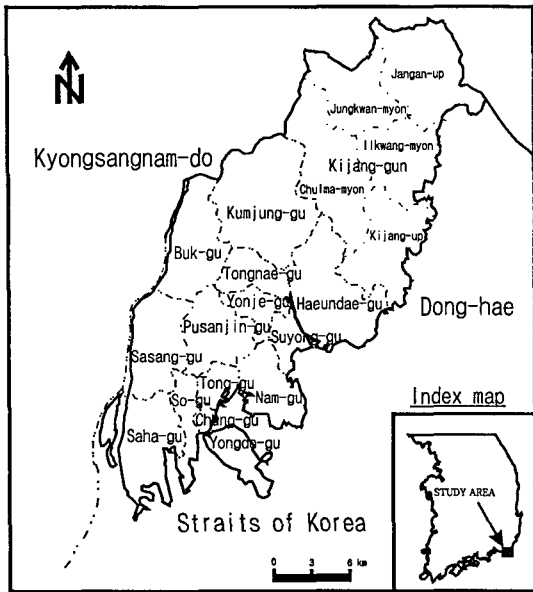 N
Jangan-up
Jungkwan-myon
Ilkwang-myon
Kyongsangnam-do
Kijang-gun
Chulma-myon
Kumjung-gu
Kijang-up
Buk-gu
Tongnae-gu
Yonje-gu
Haeundae-gu
Dong-hae
Pusanjin-gu
Suyong-gu
Sasang-gu
Tong-gu
So-gu
Nam-gu
Index map
Chung-gu
Saha-gu
Yongdo-gu
STUDY AREA
Straits of Korea
0 3 6 km